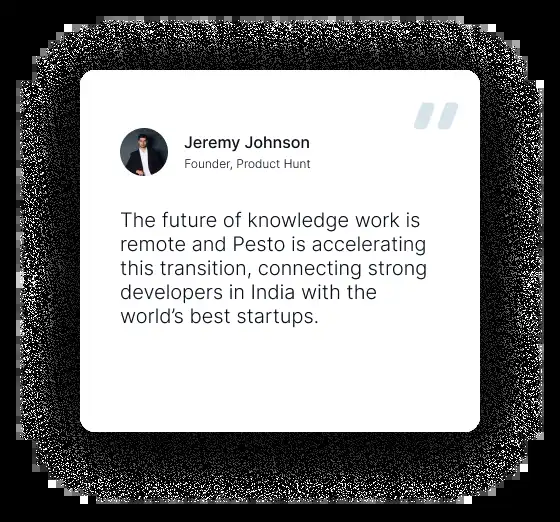 Jeremy Johnson
Founder, Product Hunt
The future of knowledge work is
remote and Pesto is accelerating
this transition, connecting strong
developers in India with the
world’s best startups.